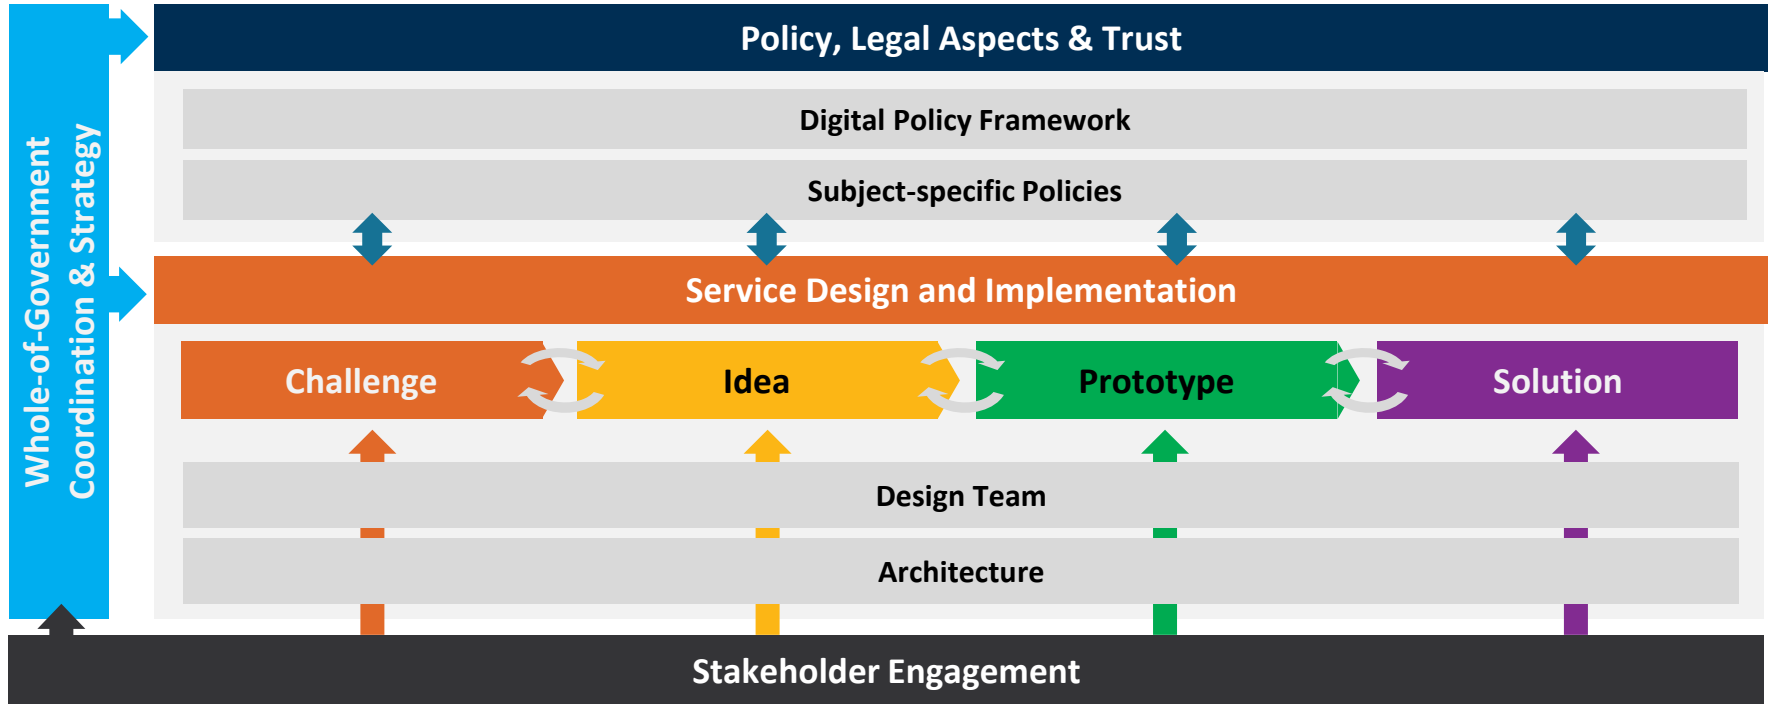 Policy, Legal Aspects & Trust
Digital Policy Framework
Subject-specific Policies
Whole-of-Government
Coordination & Strategy
Service Design and Implementation
Challenge
Idea
Prototype
Solution
Design Team
Architecture
Stakeholder Engagement